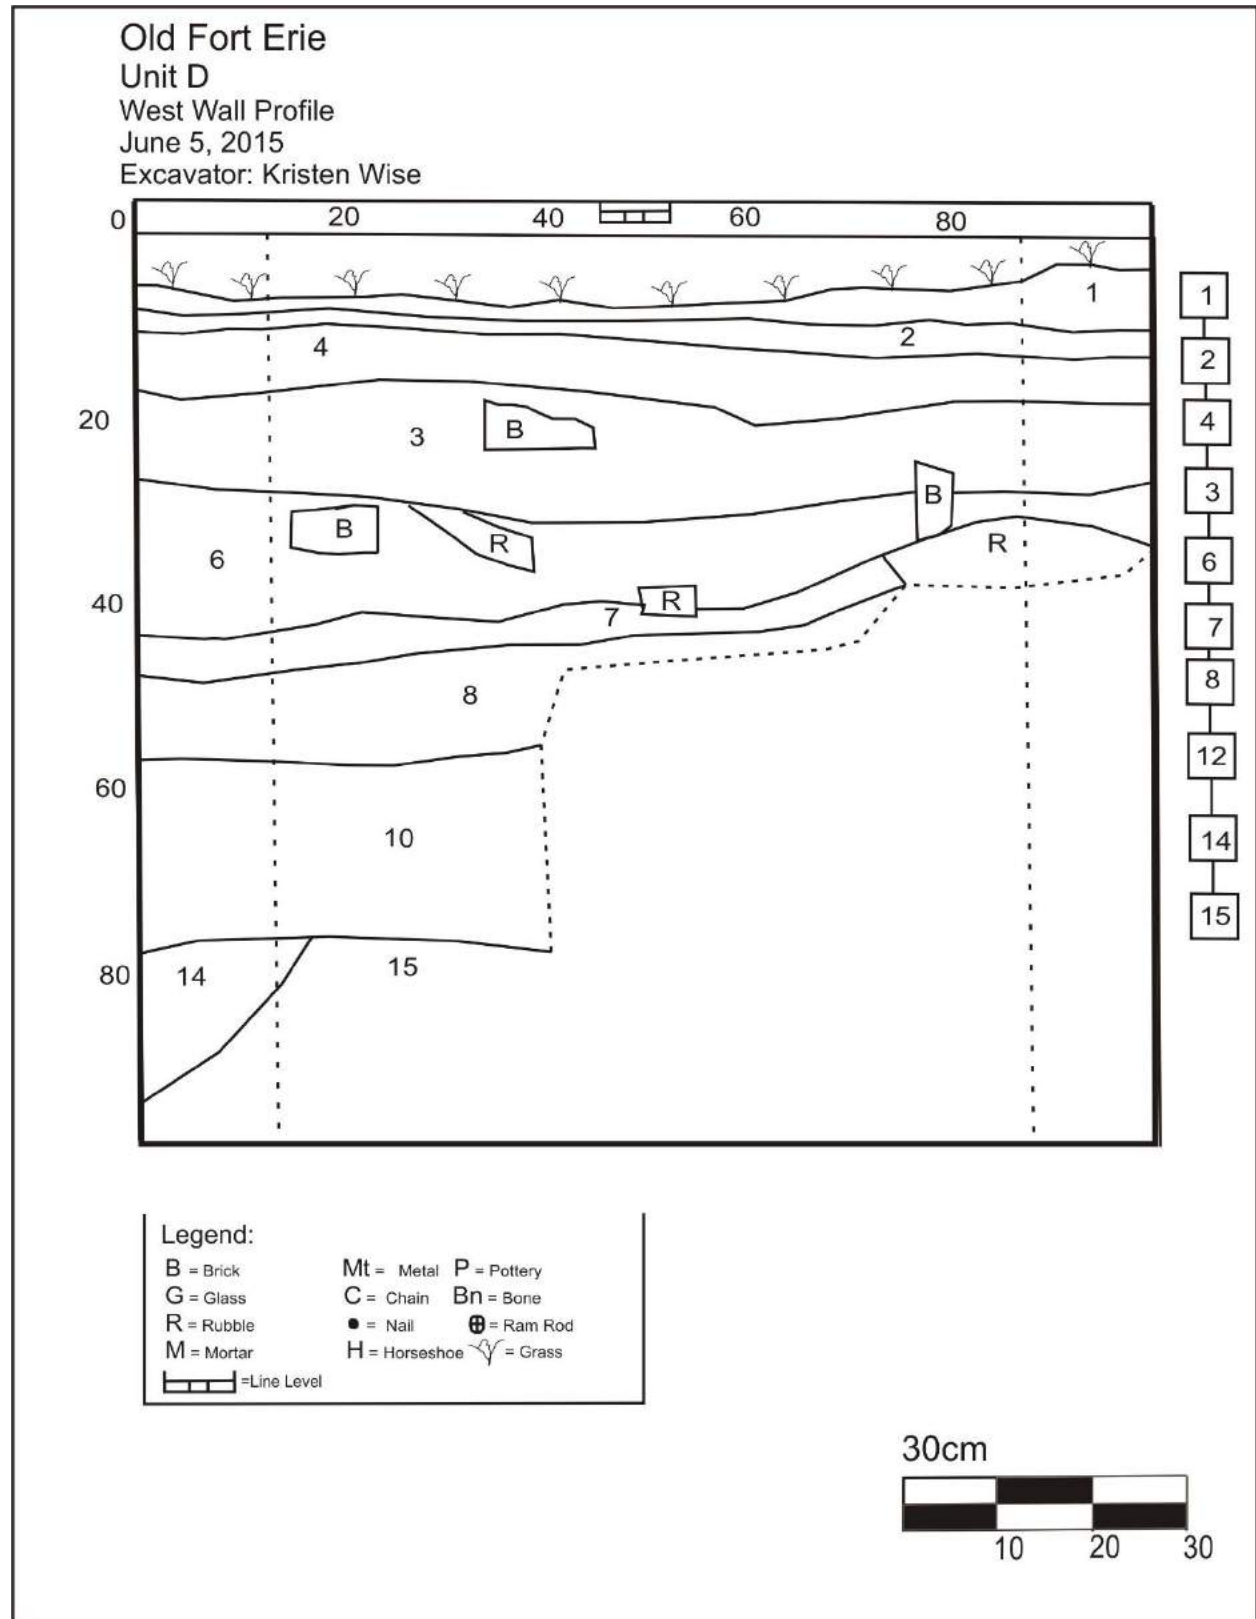 Old Fort Erie
Unit D
West Wall Profile
June 5, 2015
Excavator: Kristen Wise
0 20 40 60 80
1
1
2
4
2
20
3
B
4
B
3
B
R
R
6
6
40
R
7
7
8
8
12
60
10
14
15
80
14
15
Legend:
B = Brick Mt = Metal P = Pottery
G = Glass C = Chain Bn = Bone
R = Rubble ● = Nail = Ram Rod
M = Mortar H = Horseshoe = Grass
=Line Level
30cm
10 20 30